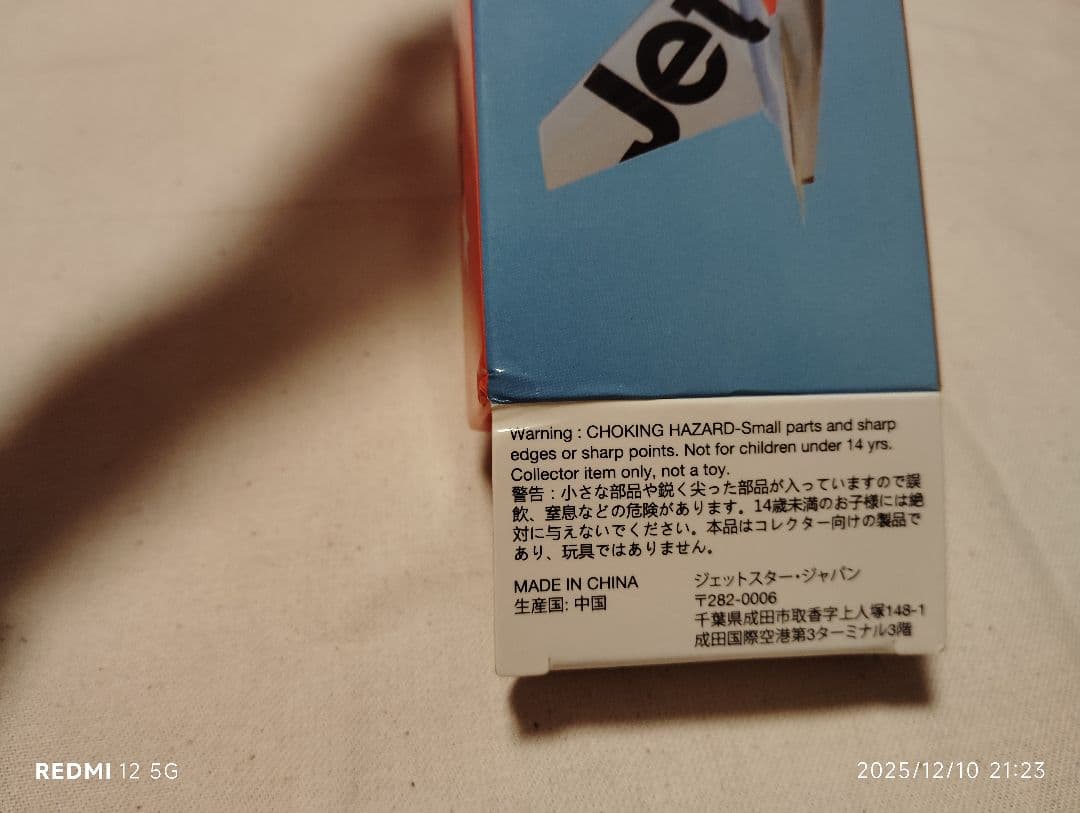 Jet
Warning : CHOKING HAZARD-Small parts and sharp
edges or sharp points. Not for children under 14 yrs.
Collector item only, not a toy.
警告：小さな部品や鋭く尖った部品が入っていますので誤
飲、窒息などの危険があります。14歳未満のお子様には絶
対に与えないでください。本品はコレクター向けの製品で
あり、玩具ではありません。
MADE IN CHINA
生産国: 中国
ジェットスター・ジャパン
〒282-0006
千葉県成田市取香字上人塚148-1
成田国際空港第3ターミナル3階
REDMI 12 5G
2025/12/10 21:23